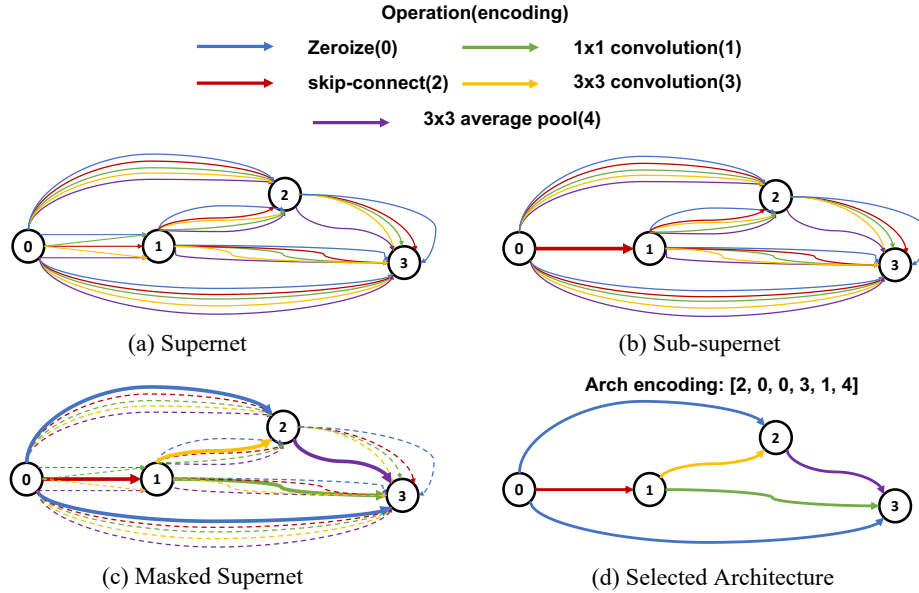 Operation(encoding)
Zeroize(0)
1x1 convolution(1)
skip-connect(2)
3x3 convolution(3)
3x3 average pool(4)
0
1
2
3
(a) Supernet
0
1
2
3
(b) Sub-supernet
0
1
2
3
(c) Masked Supernet
Arch encoding: [2, 0, 0, 3, 1, 4]
0
1
2
3
(d) Selected Architecture